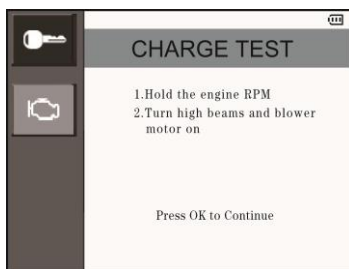 CHARGE TEST
1.Hold the engine RPM
2.Turn high beams and blower
motor on
Press OK to Continue